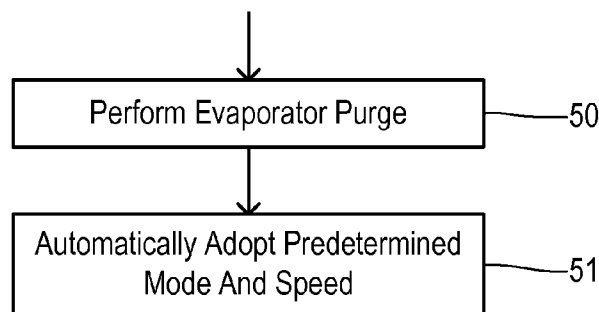 Perform Evaporator Purge
50
Automatically Adopt Predetermined
Mode And Speed
51